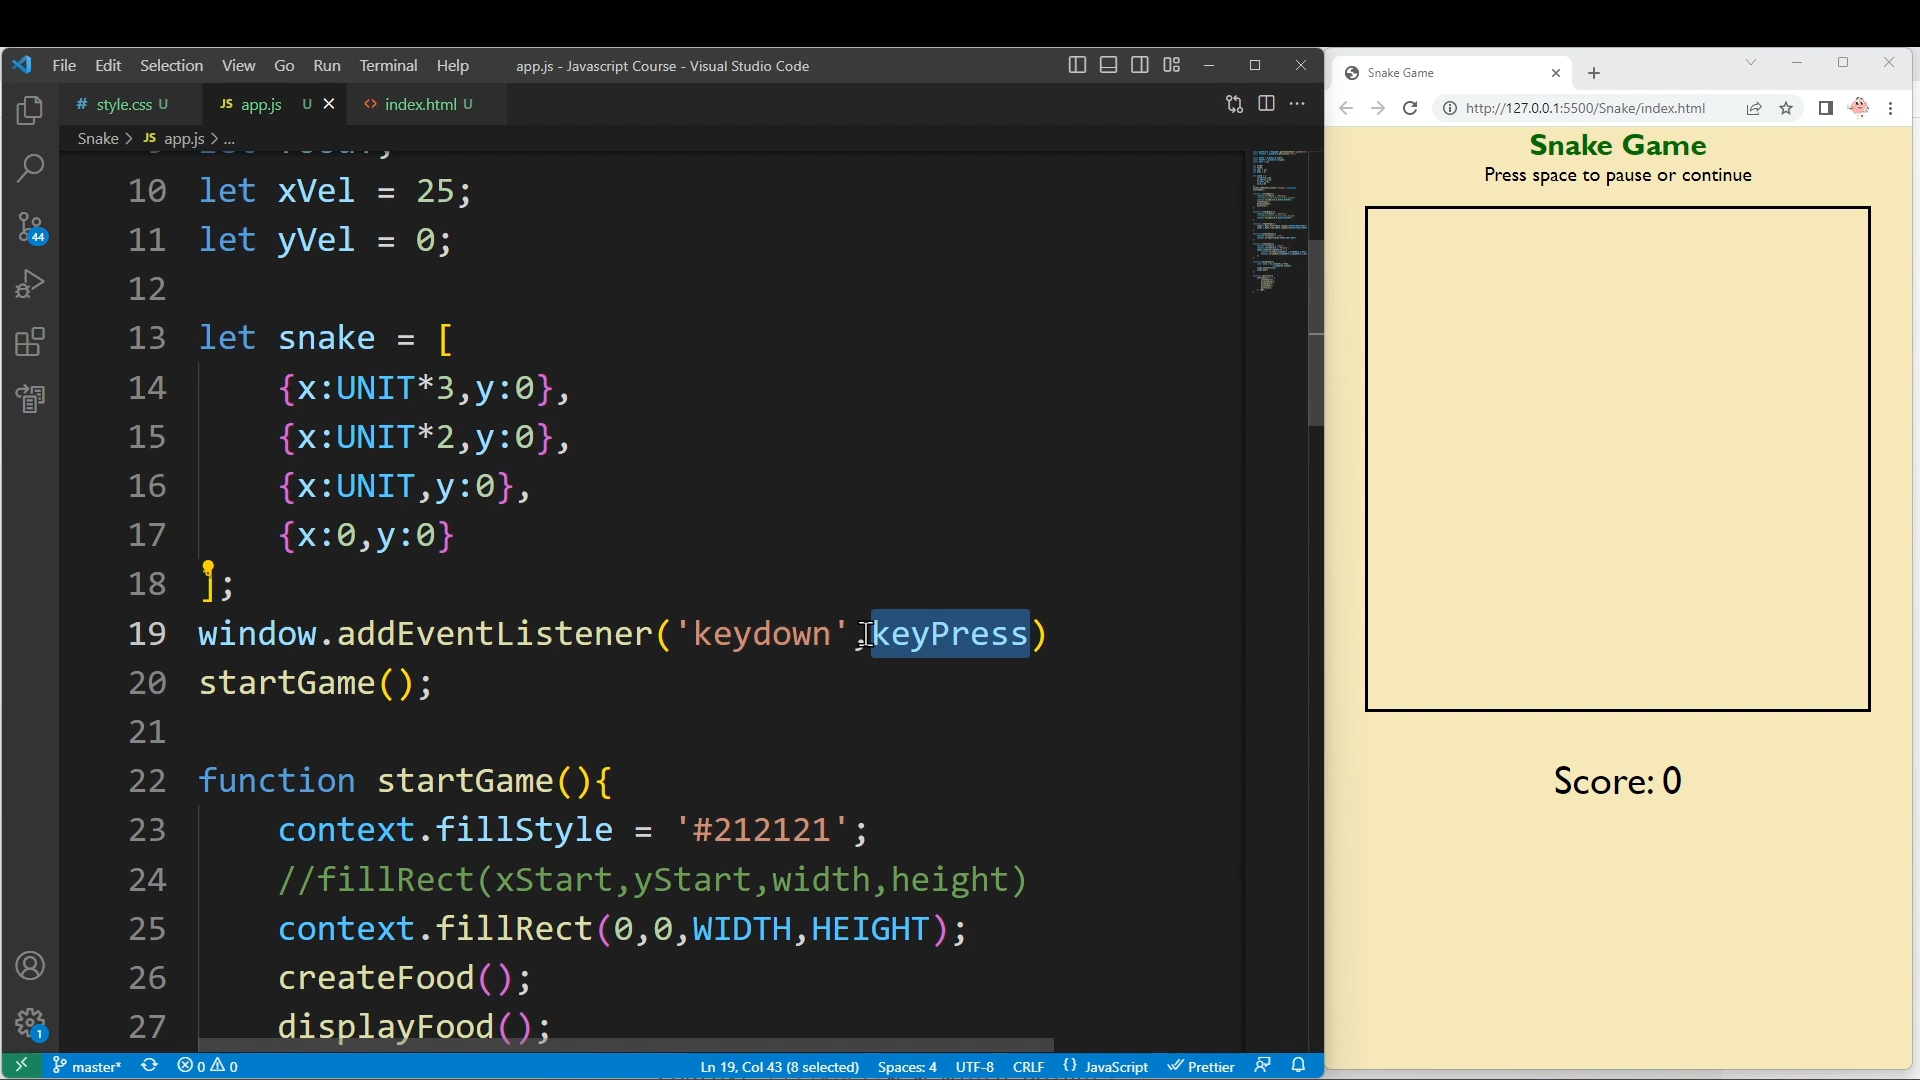 File Edit Selection View Go Run Terminal Help app.js - Javascript Course - Visual Studio Code
# style.css U JS app.js U <> index.html U
Snake > JS app.js > ...
10 let xVel = 25;
11 let yVel = 0;
12
13 let snake = [
14 {x:UNIT*3,y:0},
15 {x:UNIT*2,y:0},
16 {x:UNIT,y:0},
17 {x:0,y:0}
18 ];
19 window.addEventListener('keydown',keyPress)
20 startGame();
21
22 function startGame(){
23 context.fillStyle = '#212121';
24 //fillRect(xStart,yStart,width,height)
25 context.fillRect(0,0,WIDTH,HEIGHT);
26 createFood();
27 displayFood();
44
1
master* 0 0 Ln 19, Col 43 (8 selected) Spaces: 4 UTF-8 CRLF {} JavaScript Prettier
Snake Game
http://127.0.0.1:5500/Snake/index.html
Snake Game
Press space to pause or continue
Score: 0